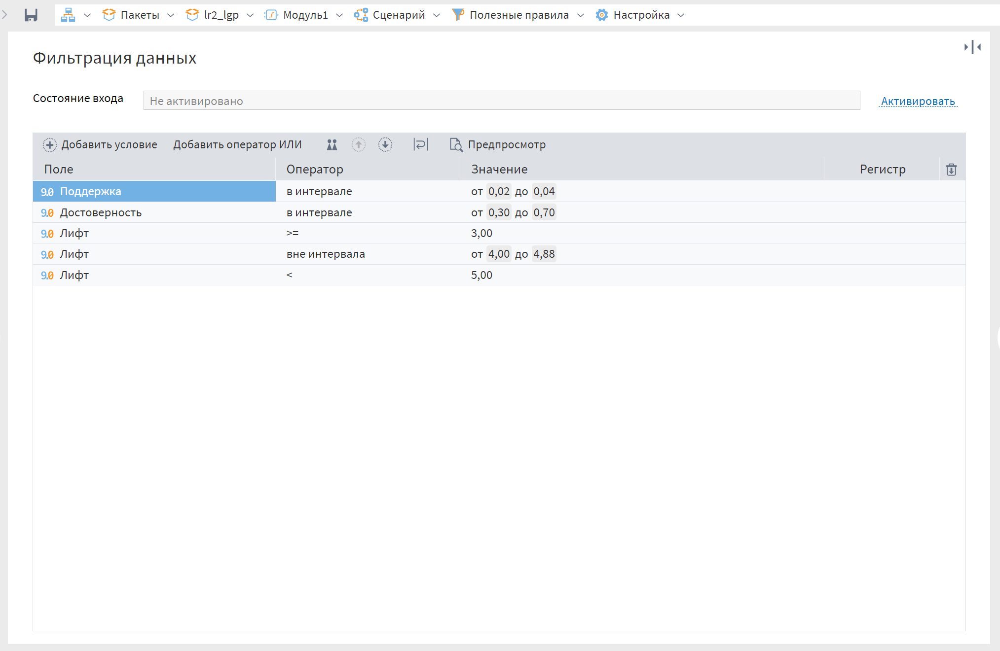 Пакеты lr2_lgp Модуль1 Сценарий Полезные правила Настройка
Фильтрация данных
Состояние входа Не активировано Активировать
Добавить условие Добавить оператор ИЛИ Предпросмотр
Поле Оператор Значение Регистр
9.0 Поддержка в интервале от 0,02 до 0,04
9.0 Достоверность в интервале от 0,30 до 0,70
9.0 Лифт >= 3,00
9.0 Лифт вне интервала от 4,00 до 4,88
9.0 Лифт < 5,00